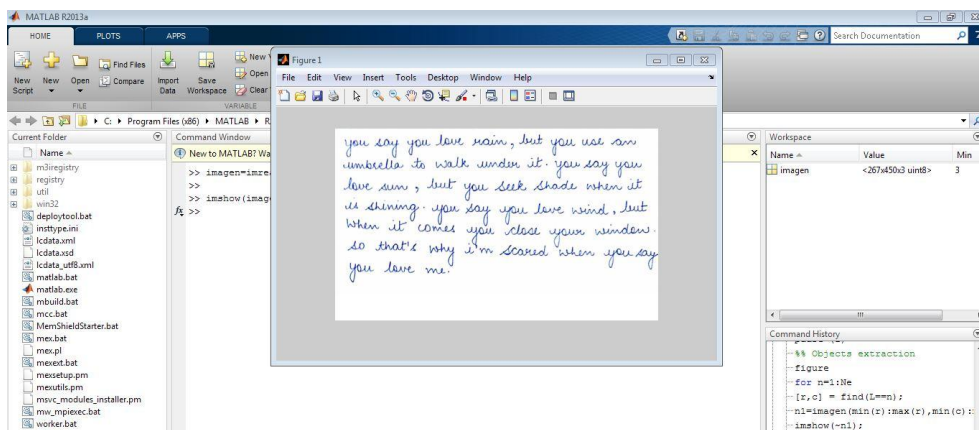 MATLAB R2013a
HOME PLOTS APPS
Search Documentation
New Script
New
Open
Find Files
Compare
Import Data
Save Workspace
New
Open
Clear
FILE
VARIABLE
C: ▸ Program Files (x86) ▸ MATLAB ▸
Current Folder
Name
m3iregistry
registry
util
win32
deploytool.bat
insttype.ini
lcdata.xml
lcdata.xsd
lcdata_utf8.xml
matlab.bat
matlab.exe
mbuild.bat
mcc.bat
MemShieldStarter.bat
mex.bat
mex.pl
mexext.bat
mexsetup.pm
mexutils.pm
msvc_modules_installer.pm
mw_mpiexec.bat
worker.bat
Command Window
New to MATLAB?
>> imagen=imre
>>
>> imshow(imag
fx >>
Figure 1
File Edit View Insert Tools Desktop Window Help
you say you love rain, but you use an
umbrella to walk under it. you say you
love sun, but you seek shade when it
is shining. you say you love wind, but
when it comes you close your window.
so that's why i'm scared when you say
you love me.
Workspace
Name Value Min
imagen <267x450x3 uint8> 3
Command History
%% Objects extraction
figure
for n=1:Ne
[r,c] = find(L==n);
n1=imagen(min(r):max(r),min(c):
imshow(~n1);